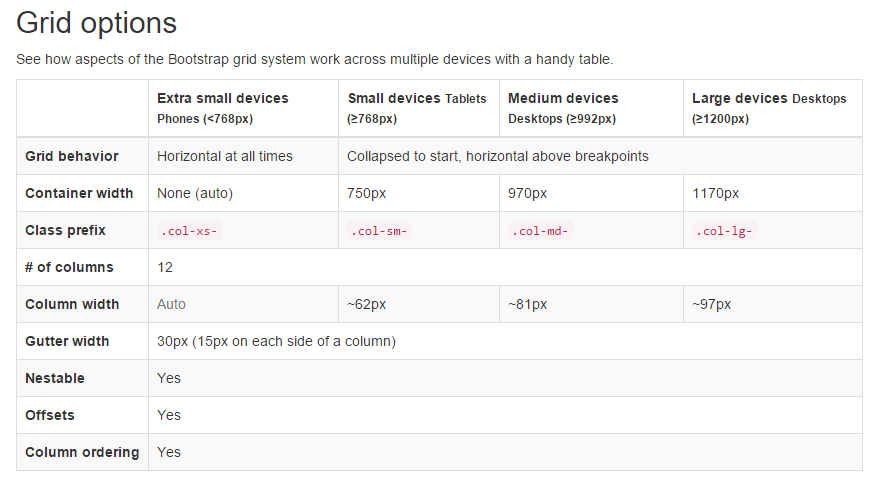 Grid options
See how aspects of the Bootstrap grid system work across multiple devices with a handy table.
Extra small devices Phones (<768px)
Small devices Tablets (≥768px)
Medium devices Desktops (≥992px)
Large devices Desktops (≥1200px)
Grid behavior Horizontal at all times Collapsed to start, horizontal above breakpoints
Container width None (auto) 750px 970px 1170px
Class prefix .col-xs- .col-sm- .col-md- .col-lg-
# of columns 12
Column width Auto ~62px ~81px ~97px
Gutter width 30px (15px on each side of a column)
Nestable Yes
Offsets Yes
Column ordering Yes